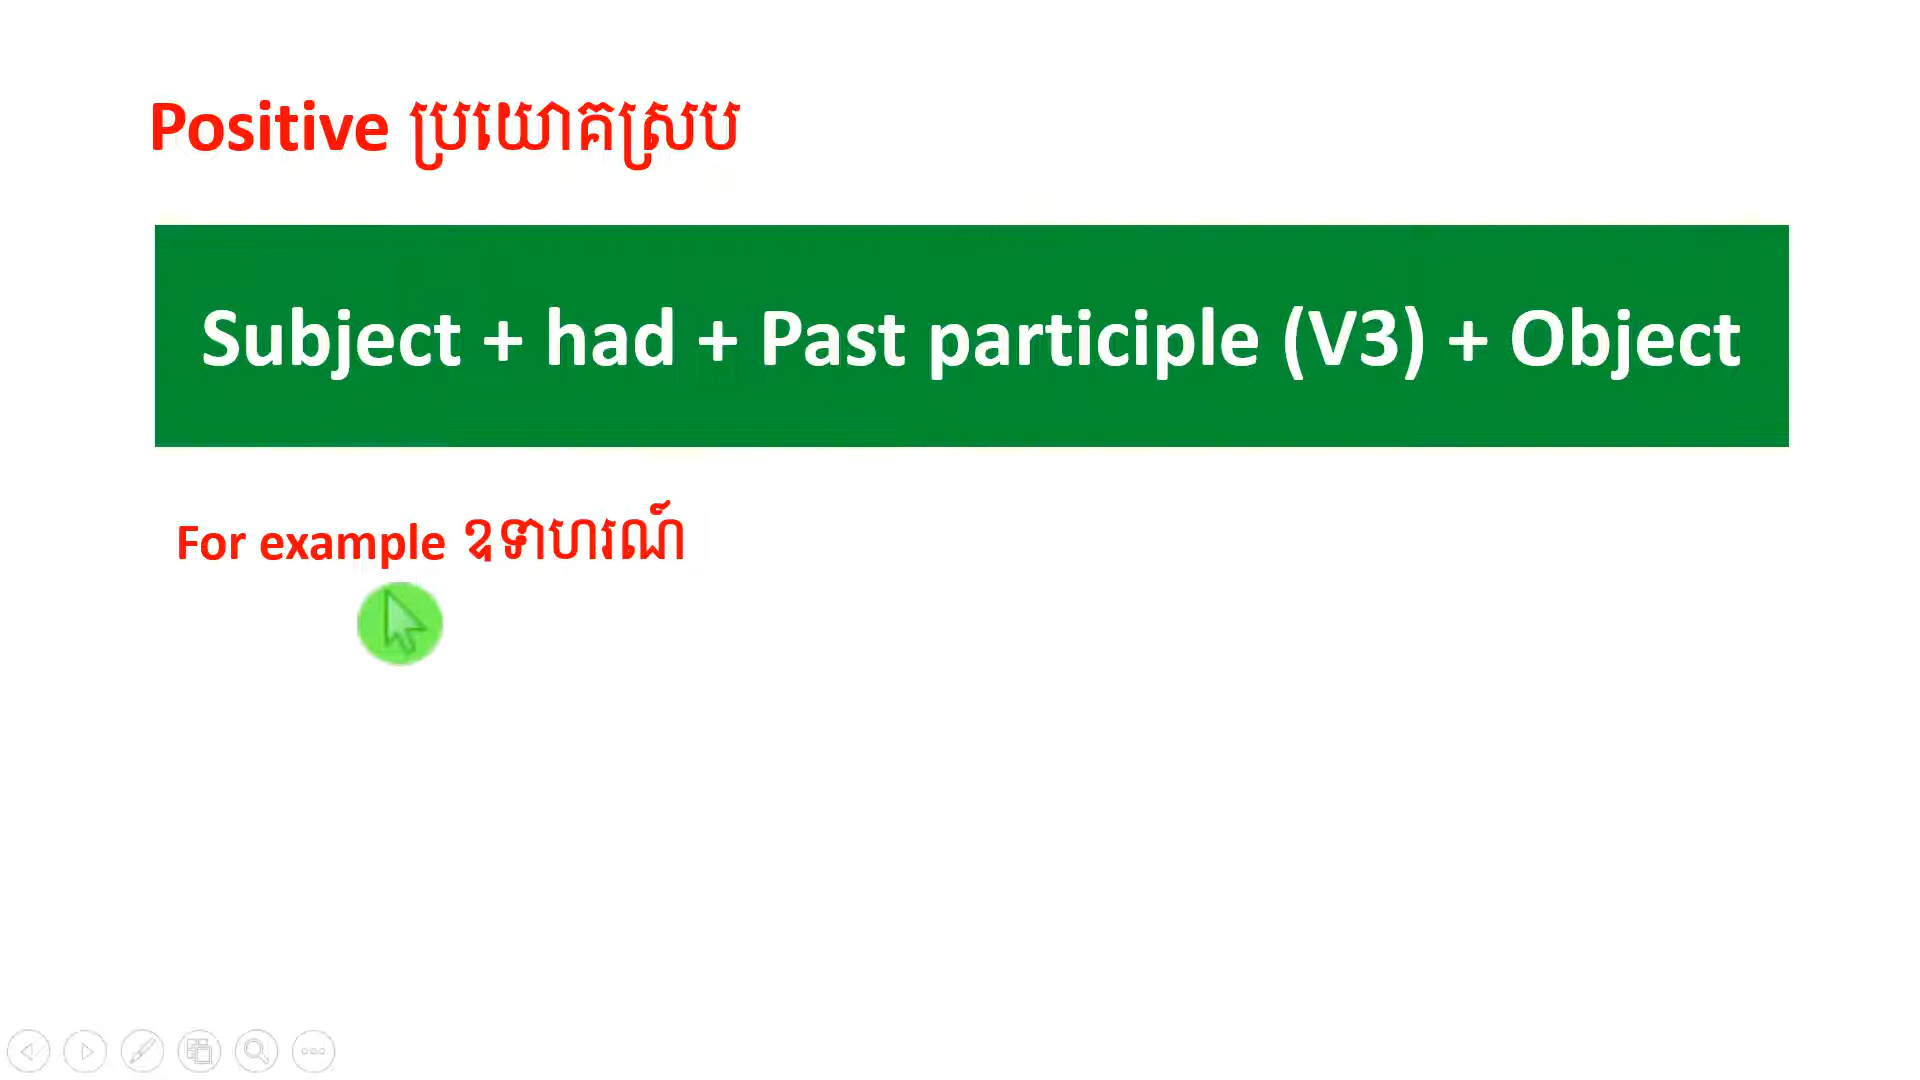 Positive ប្រយោគស្រប
Subject + had + Past participle (V3) + Object
For example ឧទាហរណ៍